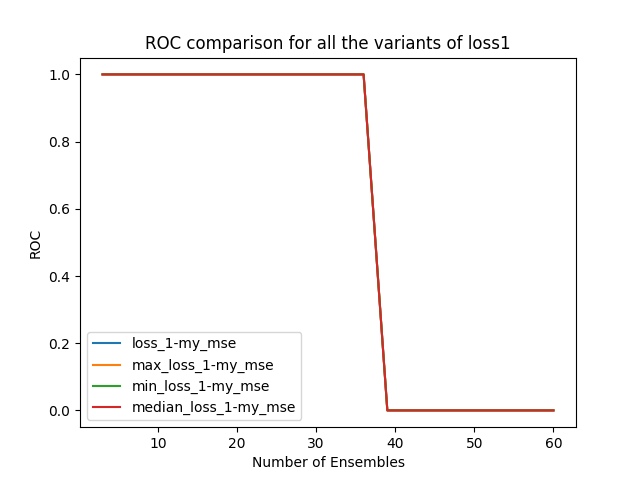 ROC comparison for all the variants of loss1
1.0
0.8
0.6
0.4
0.2
0.0
ROC
loss_1-my_mse
max_loss_1-my_mse
min_loss_1-my_mse
median_loss_1-my_mse
10 20 30 40 50 60
Number of Ensembles